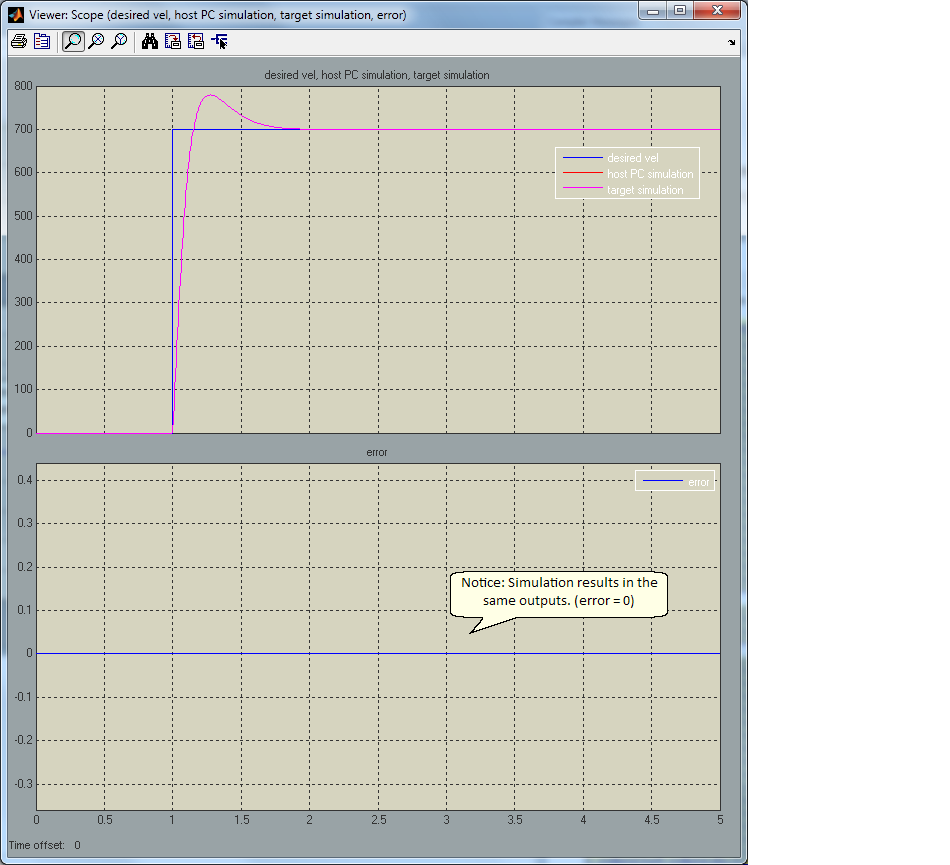 Viewer: Scope (desired vel, host PC simulation, target simulation, error)
desired vel, host PC simulation, target simulation
800
700
600
500
400
300
200
100
0
desired vel
host PC simulation
target simulation
error
0.4
0.3
0.2
0.1
0
-0.1
-0.2
-0.3
error
Notice: Simulation results in the
same outputs. (error = 0)
0 0.5 1 1.5 2 2.5 3 3.5 4 4.5 5
Time offset: 0